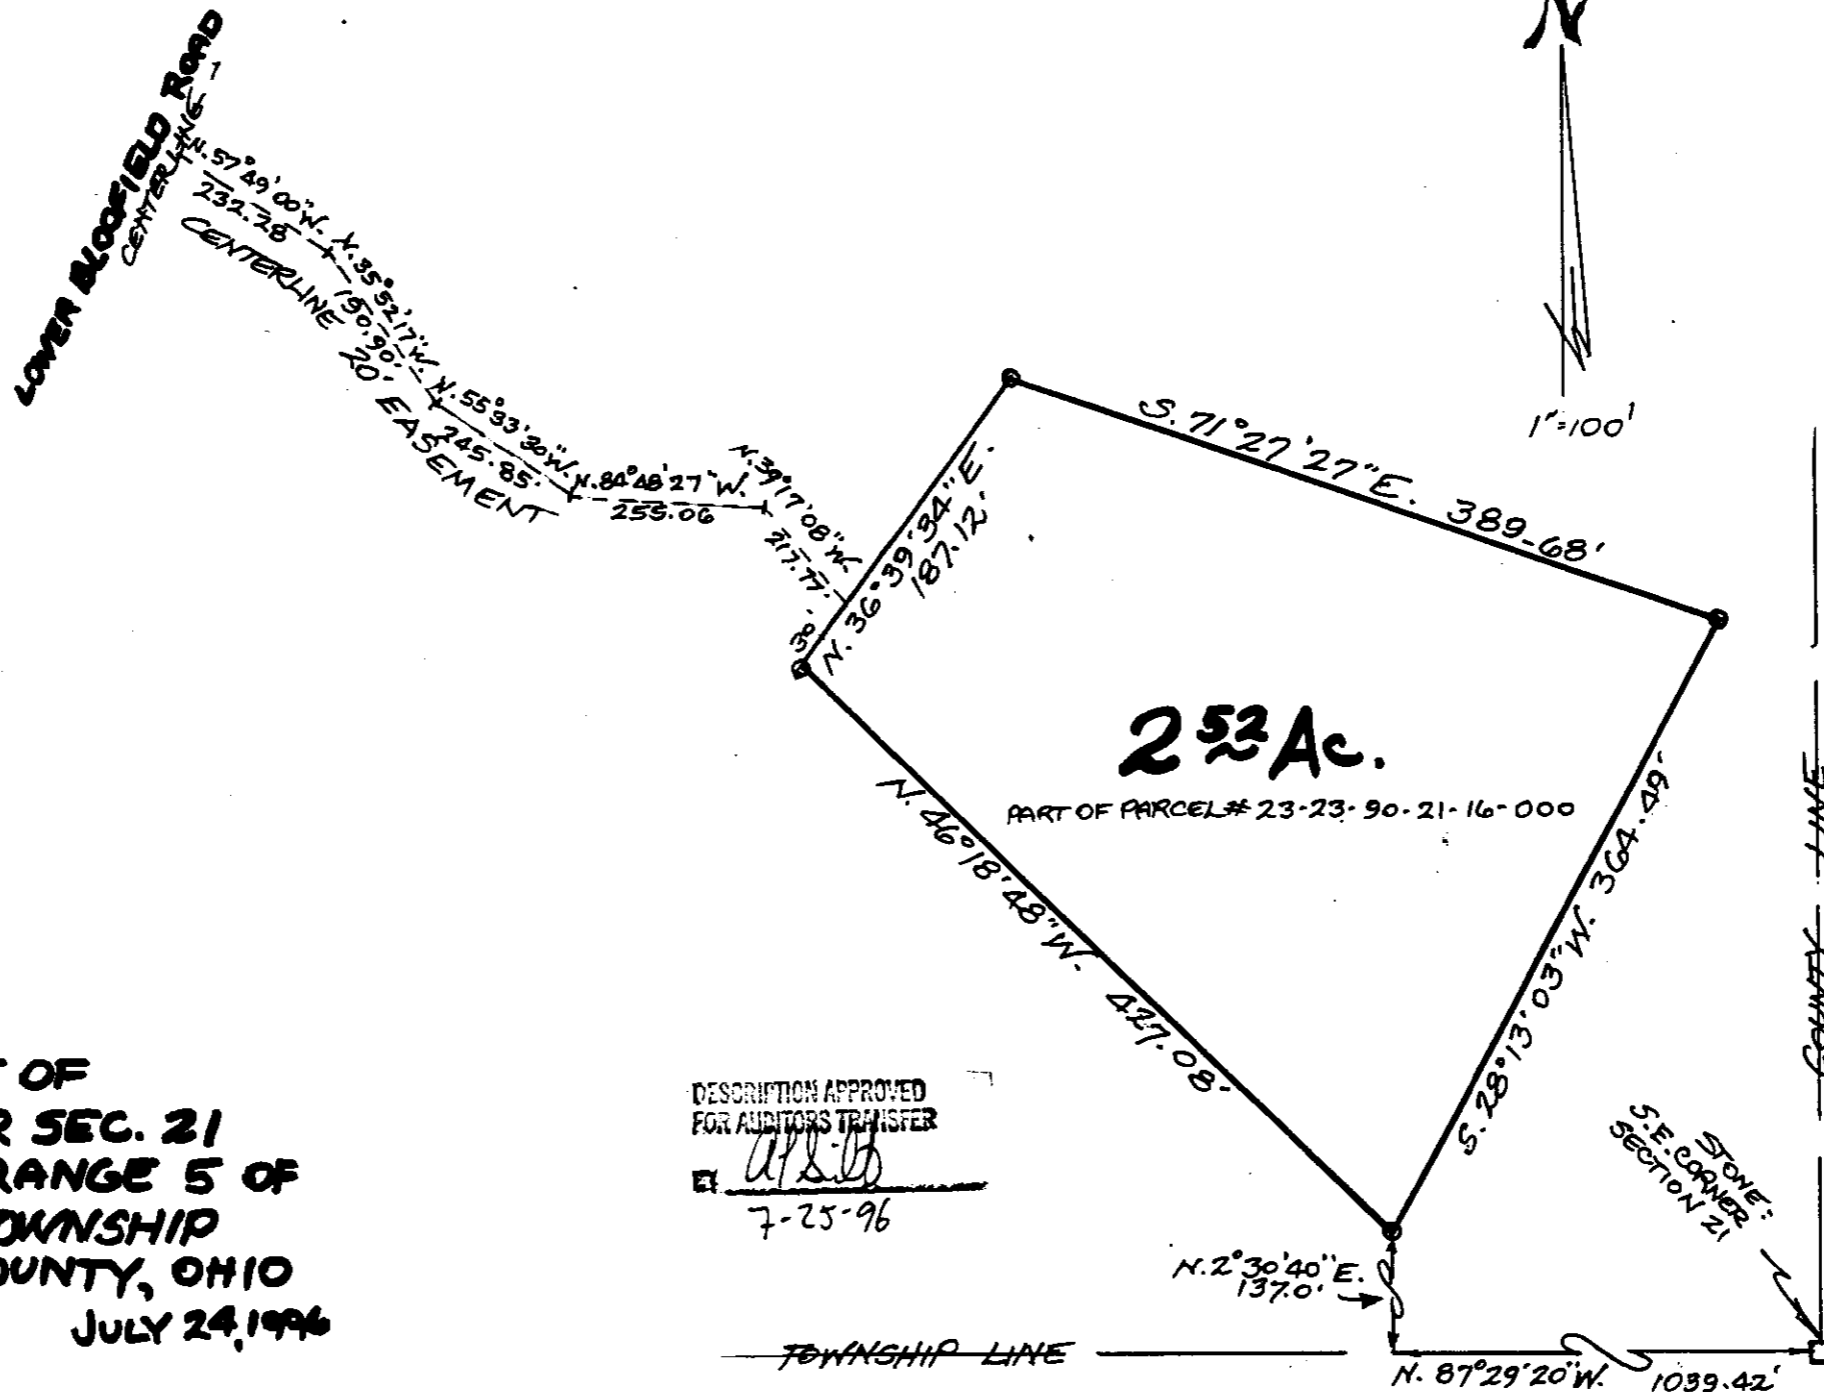 N
1"=100'
LOWER BLOOFIELD ROAD
CENTERLINE
N. 57° 49' 00" W.
232.28
N. 35° 52' 17" W.
190.90'
CENTERLINE 20' EASEMENT
N. 55° 33' 30" W.
245.85'
N. 84° 48' 27" W.
255.06
N. 39° 17' 08" W.
217.77'
30'
N. 36° 39' 34" E.
187.12'
S. 71° 27' 27" E. 389.68'
2 52 Ac.
PART OF PARCEL # 23-23-90-21-16-000
N. 46° 18' 48" W. 427.08'
S. 28° 13' 03" W. 364.49'
COUNTY LINE
STONE:
S.E. CORNER
SECTION 21
N. 2° 30' 40" E.
137.0'
TOWNSHIP LINE
N. 87° 29' 20" W. 1039.42'
DESCRIPTION APPROVED
FOR AUDITORS TRANSFER
7-25-96
T OF
R SEC. 21
RANGE 5 OF
OWNSHIP
OUNTY, OHIO
JULY 24, 1996